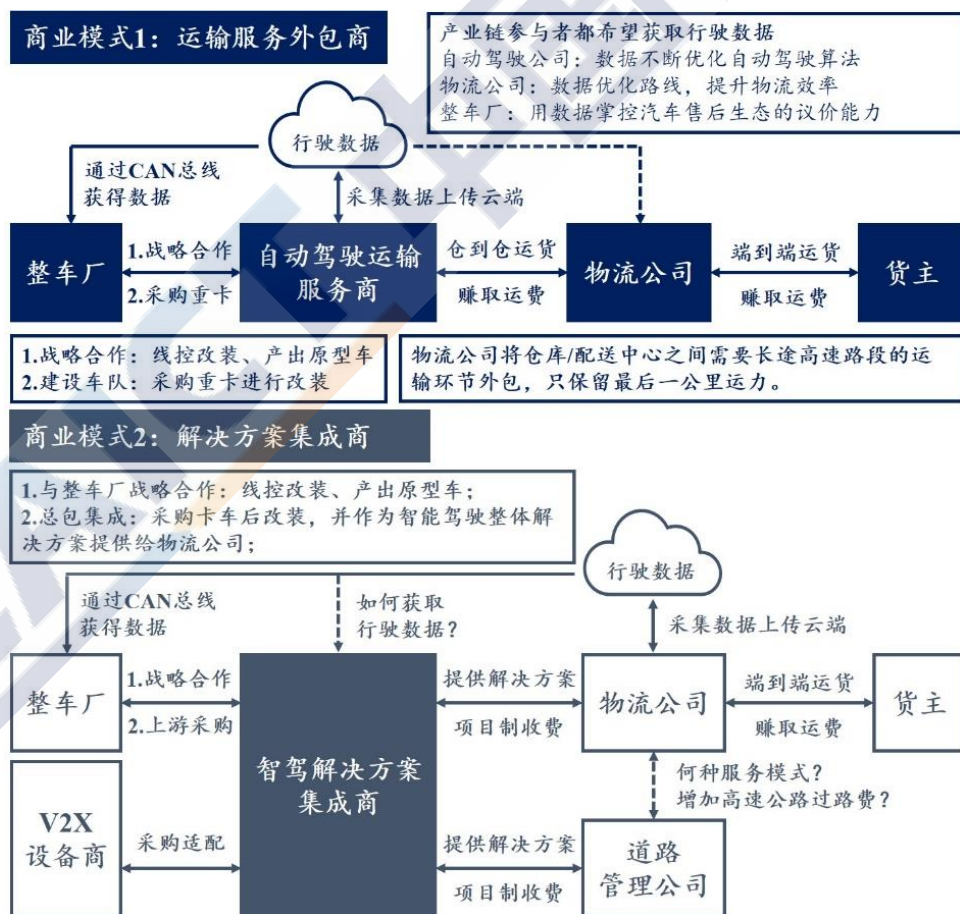 商业模式1：运输服务外包商
产业链参与者都希望获取行驶数据
自动驾驶公司：数据不断优化自动驾驶算法
物流公司：数据优化路线，提升物流效率
整车厂：用数据掌控汽车售后生态的议价能力
行驶数据
通过CAN总线
获得数据
采集数据上传云端
整车厂
1.战略合作
2.采购重卡
自动驾驶运输
服务商
仓到仓运货
赚取运费
物流公司
端到端运货
赚取运费
货主
1.战略合作：线控改装、产出原型车
2.建设车队：采购重卡进行改装
物流公司将仓库/配送中心之间需要长途高速路段的运
输环节外包，只保留最后一公里运力。
商业模式2：解决方案集成商
1.与整车厂战略合作：线控改装、产出原型车；
2.总包集成：采购卡车后改装，并作为智能驾驶整体解
决方案提供给物流公司；
行驶数据
通过CAN总线
获得数据
如何获取
行驶数据？
采集数据上传云端
整车厂
1.战略合作
2.上游采购
智驾解决方案
集成商
提供解决方案
项目制收费
物流公司
端到端运货
赚取运费
货主
何种服务模式？
增加高速公路过路费？
V2X
设备商
采购适配
提供解决方案
项目制收费
道路
管理公司